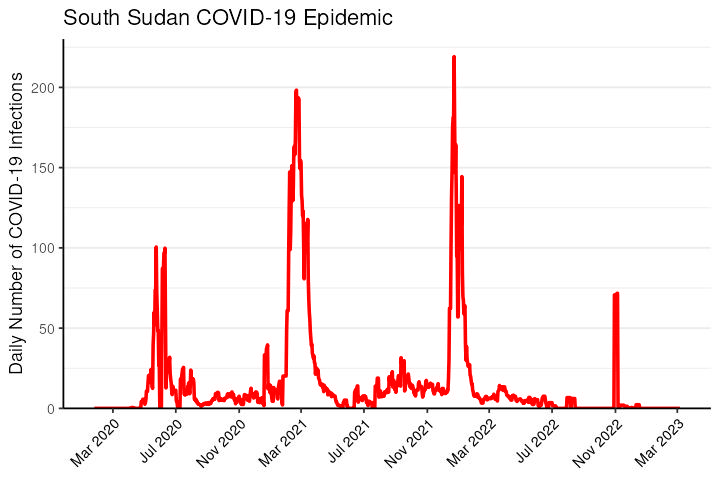 South Sudan COVID-19 Epidemic
Daily Number of COVID-19 Infections
200
150
100
50
0
Mar 2020
Jul 2020
Nov 2020
Mar 2021
Jul 2021
Nov 2021
Mar 2022
Jul 2022
Nov 2022
Mar 2023